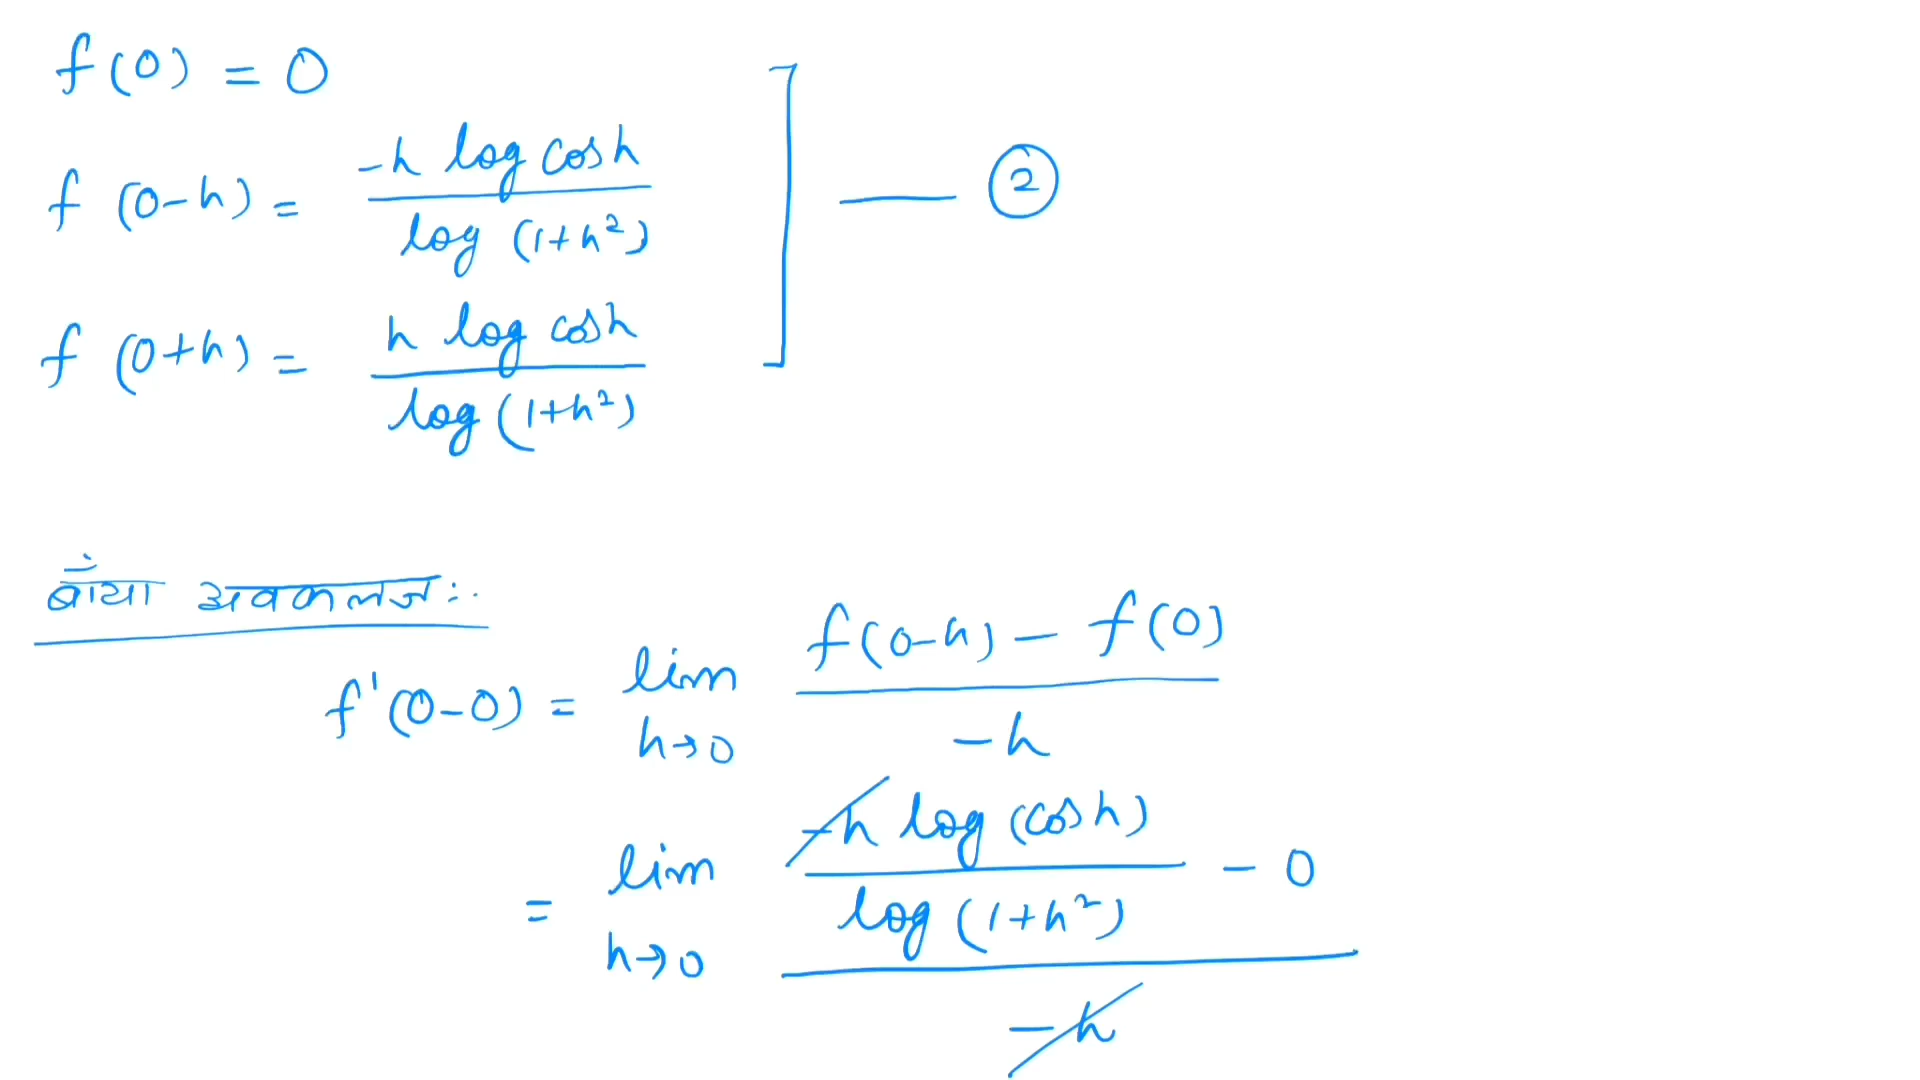 f(0) = 0
f(0-h) = -h log cosh / log (1+h²)
f(0+h) = h log cosh / log (1+h²)
] — ②
बांया अवकलज :-
f'(0-0) = lim h→0 f(0-h) - f(0) / -h
= lim h→0 -h log (cosh) / log (1+h²) - 0 / -h